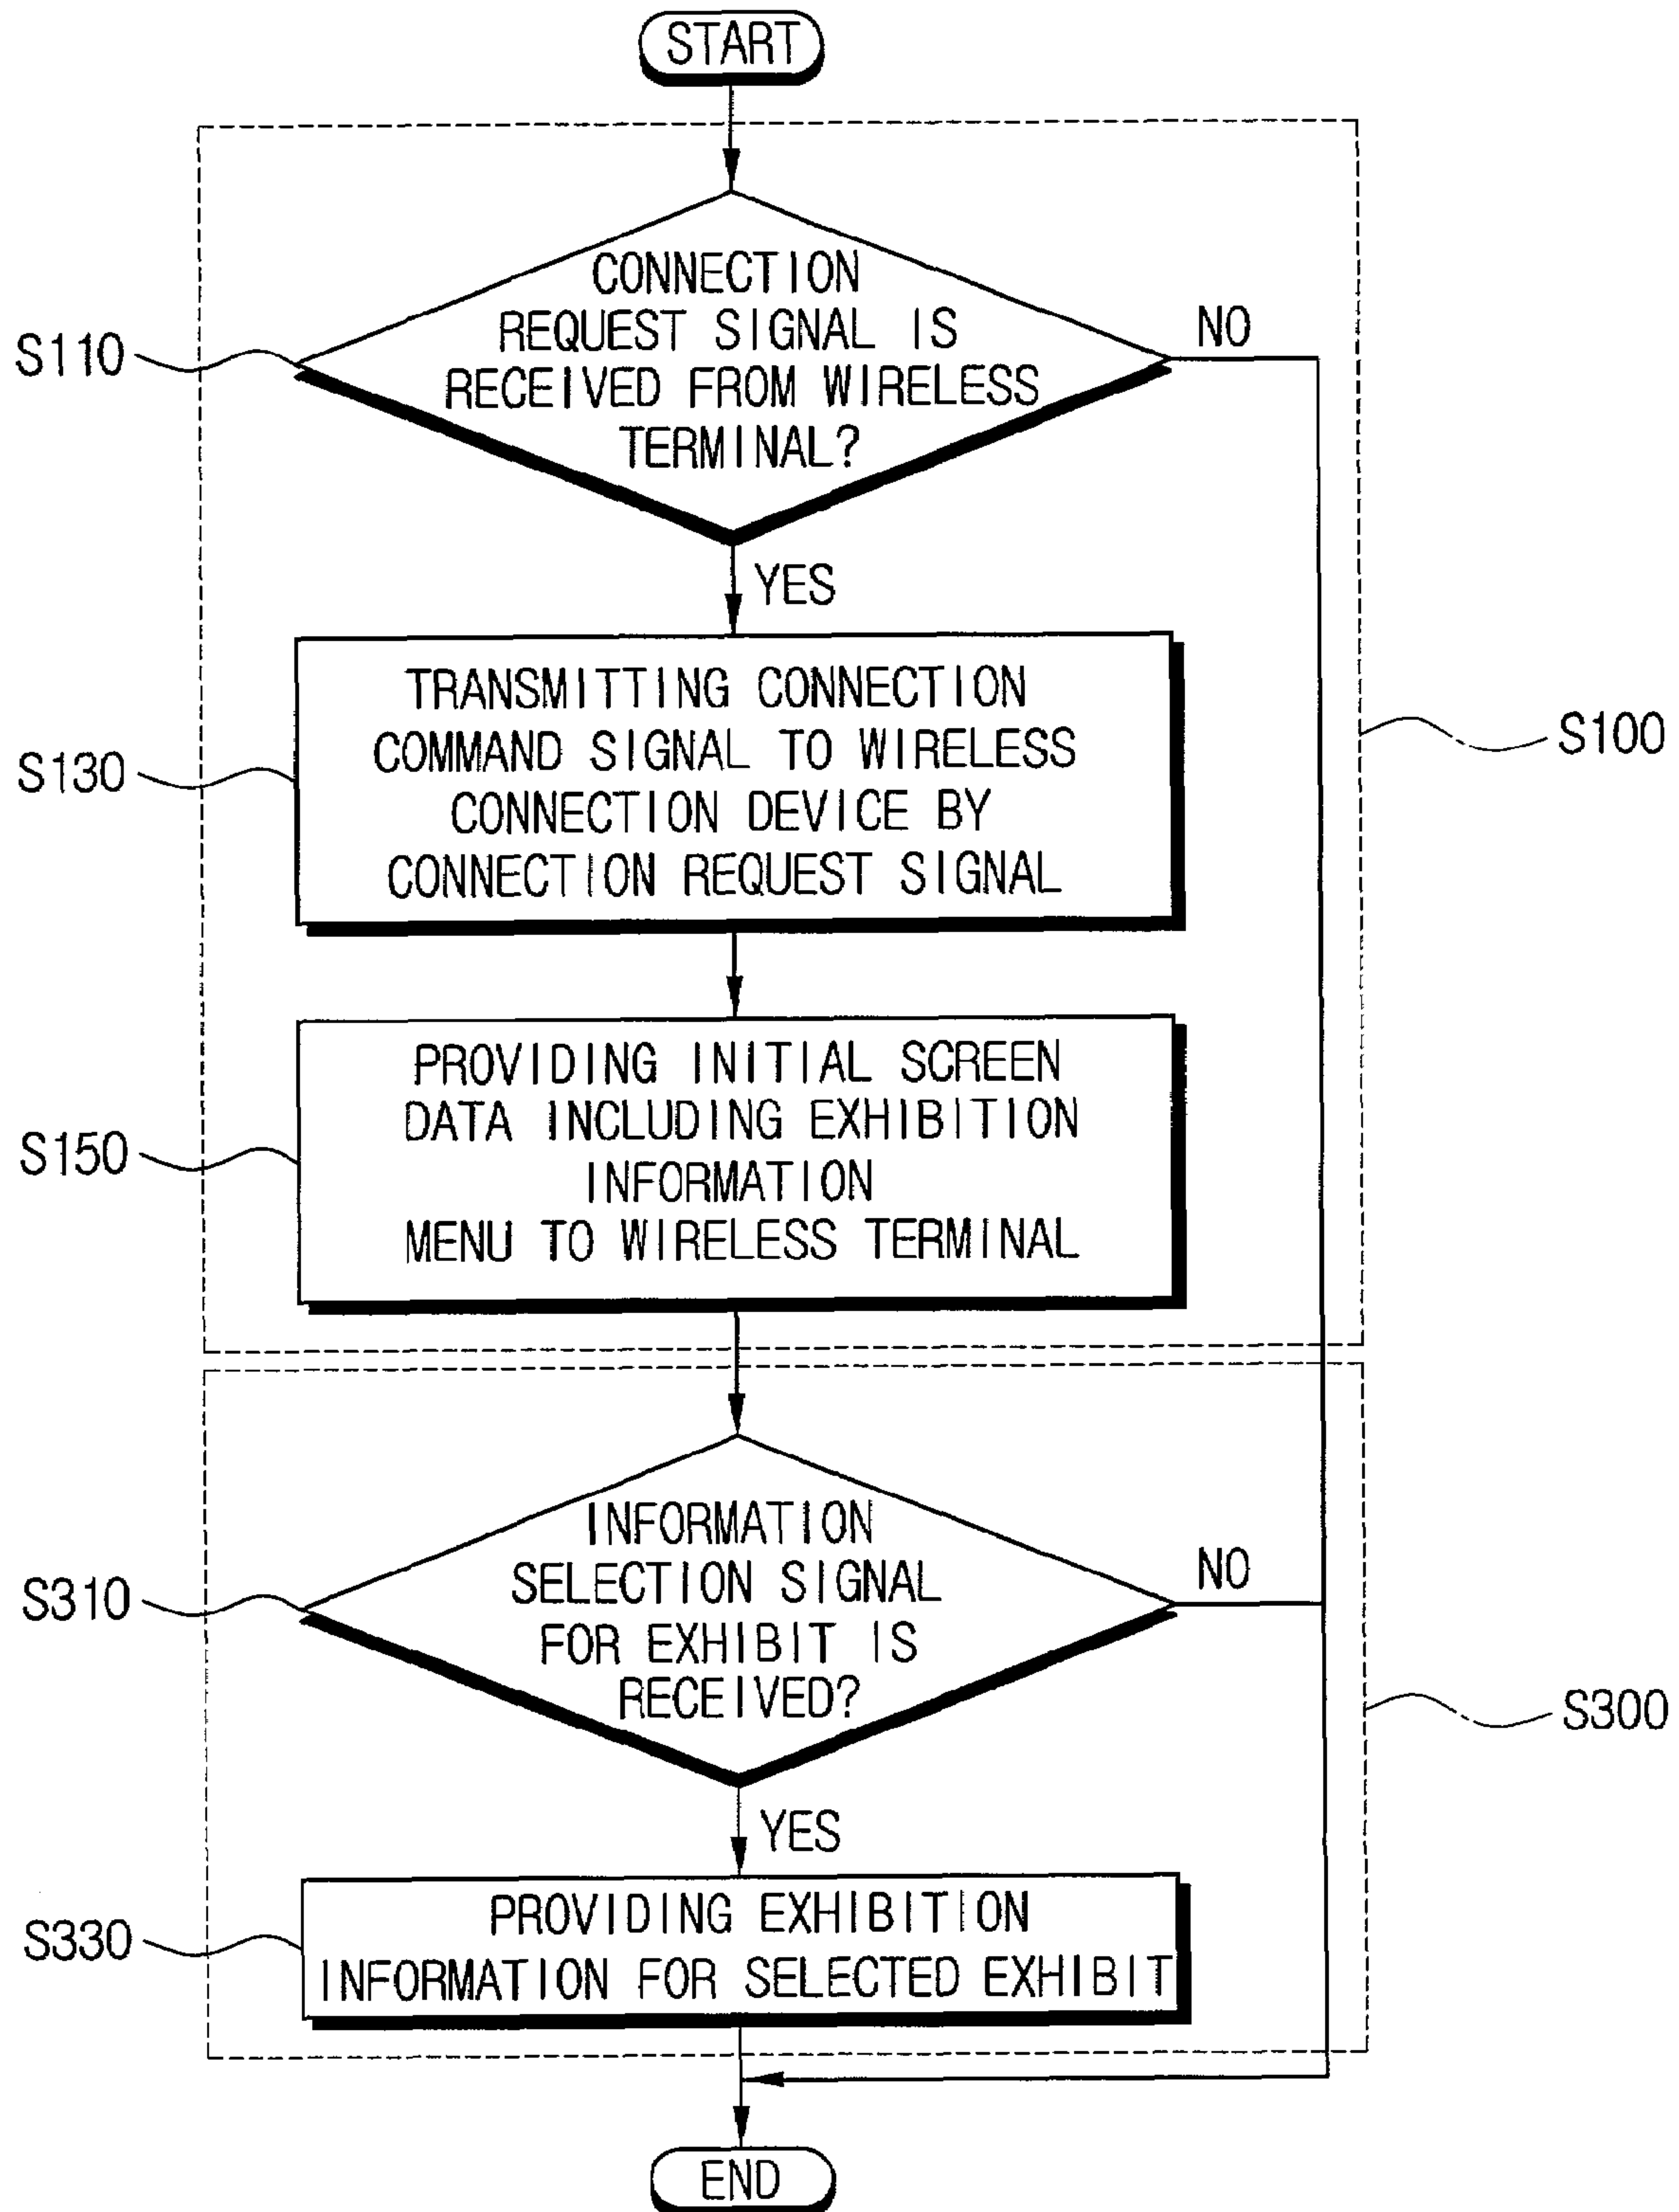 START
CONNECTION
REQUEST SIGNAL IS
RECEIVED FROM WIRELESS
TERMINAL?
S110
NO
YES
TRANSMITTING CONNECTION
COMMAND SIGNAL TO WIRELESS
CONNECTION DEVICE BY
CONNECTION REQUEST SIGNAL
S130
S100
PROVIDING INITIAL SCREEN
DATA INCLUDING EXHIBITION
INFORMATION
MENU TO WIRELESS TERMINAL
S150
INFORMATION
SELECTION SIGNAL
FOR EXHIBIT IS
RECEIVED?
S310
NO
S300
YES
PROVIDING EXHIBITION
INFORMATION FOR SELECTED EXHIBIT
S330
END